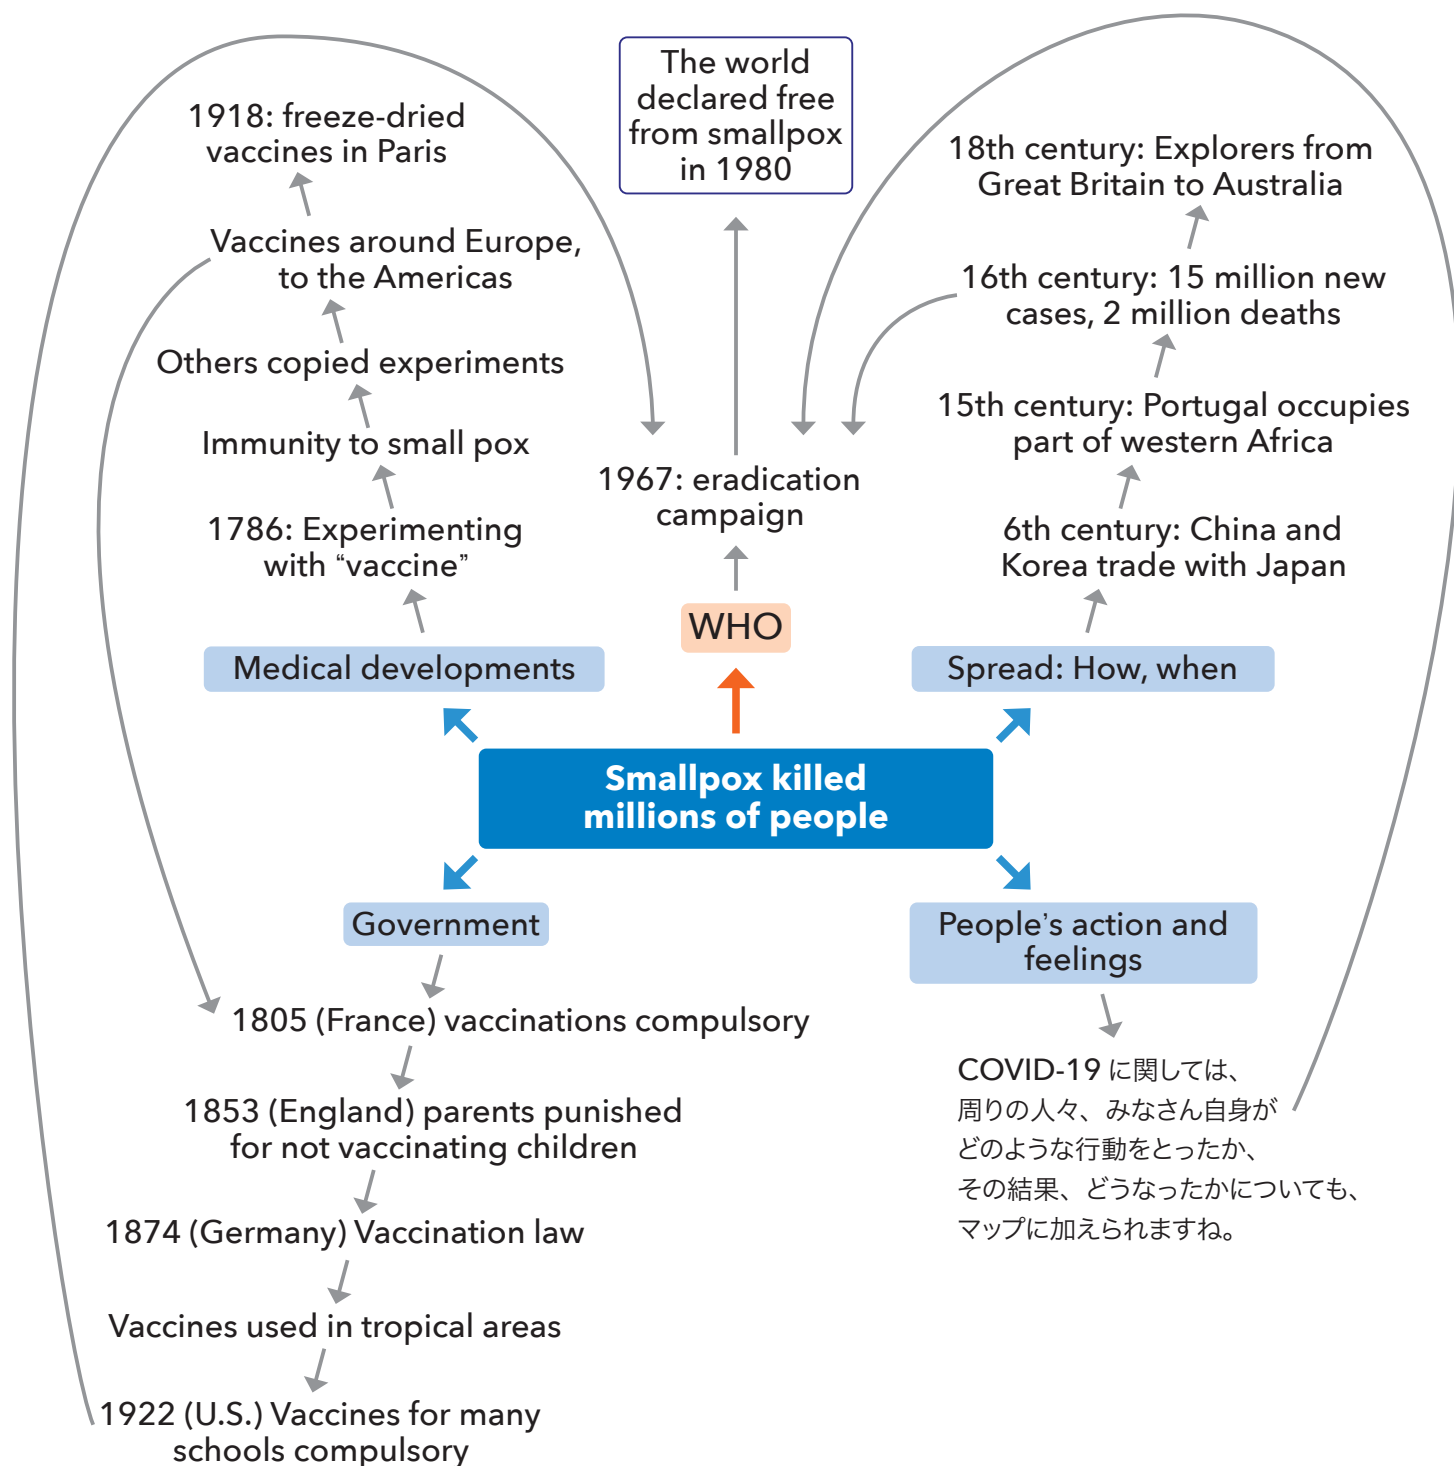 The world
declared free
from smallpox
in 1980
1918: freeze-dried
vaccines in Paris
Vaccines around Europe,
to the Americas
Others copied experiments
Immunity to small pox
1786: Experimenting
with “vaccine”
Medical developments
1967: eradication
campaign
WHO
18th century: Explorers from
Great Britain to Australia
16th century: 15 million new
cases, 2 million deaths
15th century: Portugal occupies
part of western Africa
6th century: China and
Korea trade with Japan
Spread: How, when
Smallpox killed
millions of people
Government
1805 (France) vaccinations compulsory
1853 (England) parents punished
for not vaccinating children
1874 (Germany) Vaccination law
Vaccines used in tropical areas
1922 (U.S.) Vaccines for many
schools compulsory
People’s action and
feelings
COVID-19 に関しては、
周りの人々、みなさん自身が
どのような行動をとったか、
その結果、どうなったかについても、
マップに加えられますね。